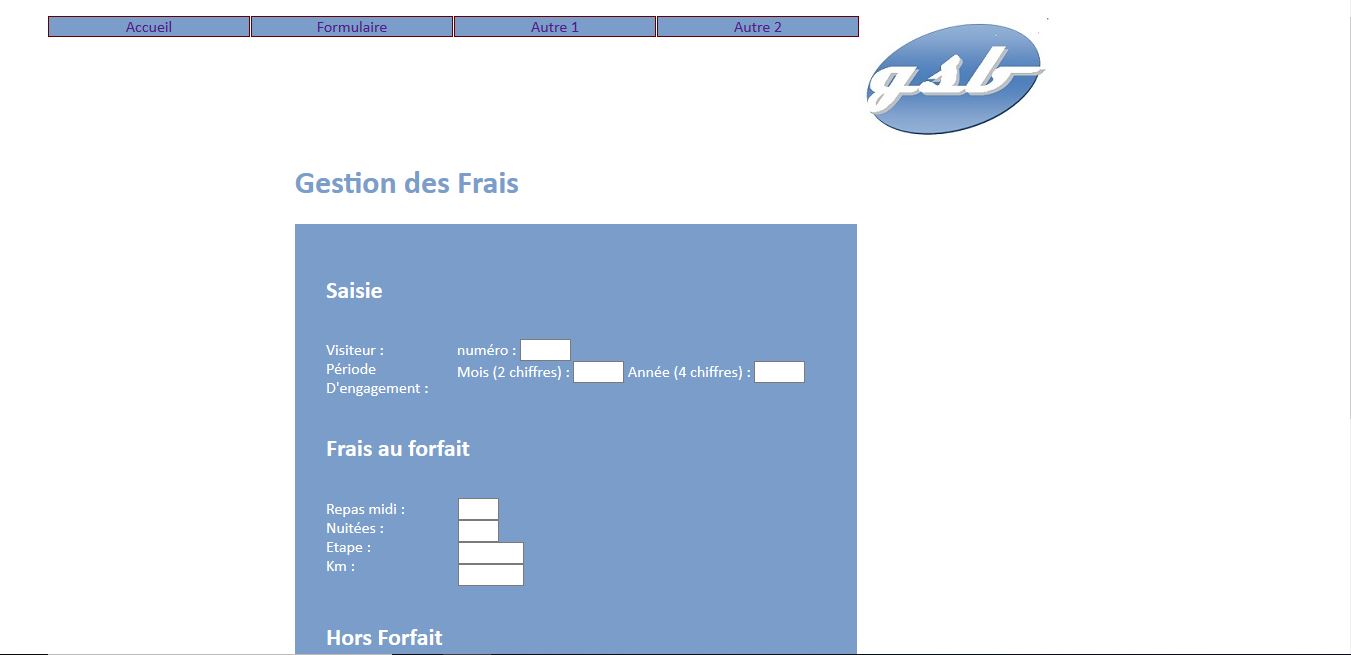 Accueil Formulaire Autre 1 Autre 2
gsb
Gestion des Frais
Saisie
Visiteur : numéro :
Période
D'engagement : Mois (2 chiffres) : Année (4 chiffres) :
Frais au forfait
Repas midi :
Nuitées :
Etape :
Km :
Hors Forfait